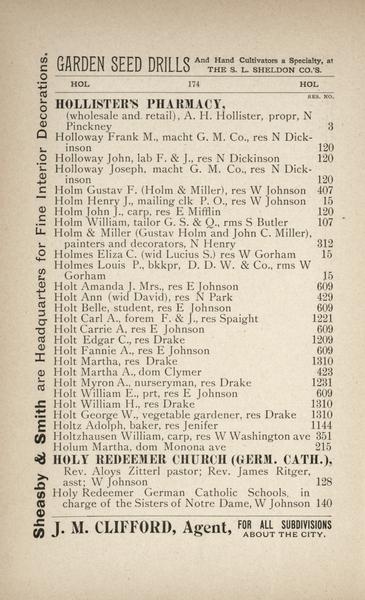 GARDEN SEED DRILLS And Hand Cultivators a Specialty, at
THE S. L. SHELDON CO.'S.
HOL 174 HOL
RES. NO.
HOLLISTER'S PHARMACY,
(wholesale and retail), A. H. Hollister, propr, N
Pinckney 3
Holloway Frank M., macht G. M. Co., res N Dick-
inson 120
Holloway John, lab F. & J., res N Dickinson 120
Holloway Joseph, macht G. M. Co., res N Dick-
inson 120
Holm Gustav F. (Holm & Miller), res W Johnson 407
Holm Henry J., mailing clk P. O., res W Johnson 15
Holm John J., carp, res E Mifflin 120
Holm William, tailor G. S. & Q., rms S Butler 107
Holm & Miller (Gustav Holm and John C. Miller),
painters and decorators, N Henry 312
Holmes Eliza C. (wid Lucius S.) res W Gorham 15
Holmes Louis P., bkkpr, D. D. W. & Co., rms W
Gorham 15
Holt Amanda J. Mrs., res E Johnson 609
Holt Ann (wid David), res N Park 429
Holt Belle, student, res E Johnson 609
Holt Carl A., forem F. & J., res Spaight 1221
Holt Carrie A, res E Johnson 609
Holt Edgar C., res Drake 1209
Holt Fannie A., res E Johnson 609
Holt Martha, res Drake 1310
Holt Martha A., dom Clymer 423
Holt Myron A., nurseryman, res Drake 1231
Holt William E., prt, res E Johnson 609
Holt William H., res Drake 1310
Holt George W., vegetable gardener, res Drake 1310
Holtz Adolph, baker, res Jenifer 1144
Holtzhausen William, carp, res W Washington ave 351
Holum Martha, dom Monona ave 215
HOLY REDEEMER CHURCH (GERM. CATH.),
Rev. Aloys Zitterl pastor; Rev. James Ritger,
asst; W Johnson 128
Holy Redeemer German Catholic Schools, in
charge of the Sisters of Notre Dame, W Johnson 140
J. M. CLIFFORD, Agent, FOR ALL SUBDIVISIONS
ABOUT THE CITY.
Sheasby & Smith are Headquarters for Fine Interior Decorations.